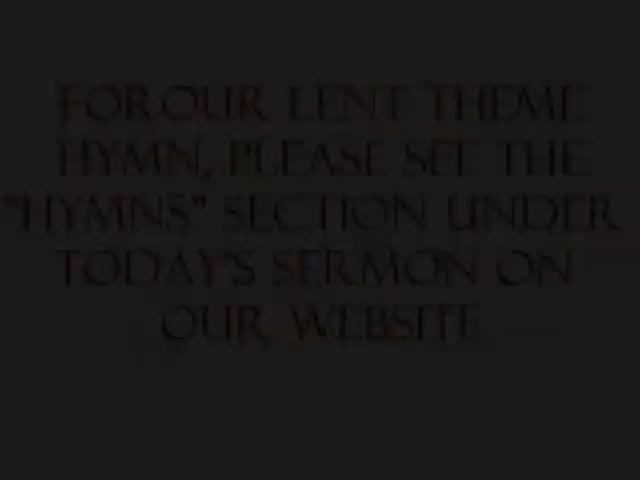 FOR OUR LENT THEME
HYMN, PLEASE SEE THE
"HYMNS" SECTION UNDER
TODAY'S SERMON ON
OUR WEBSITE